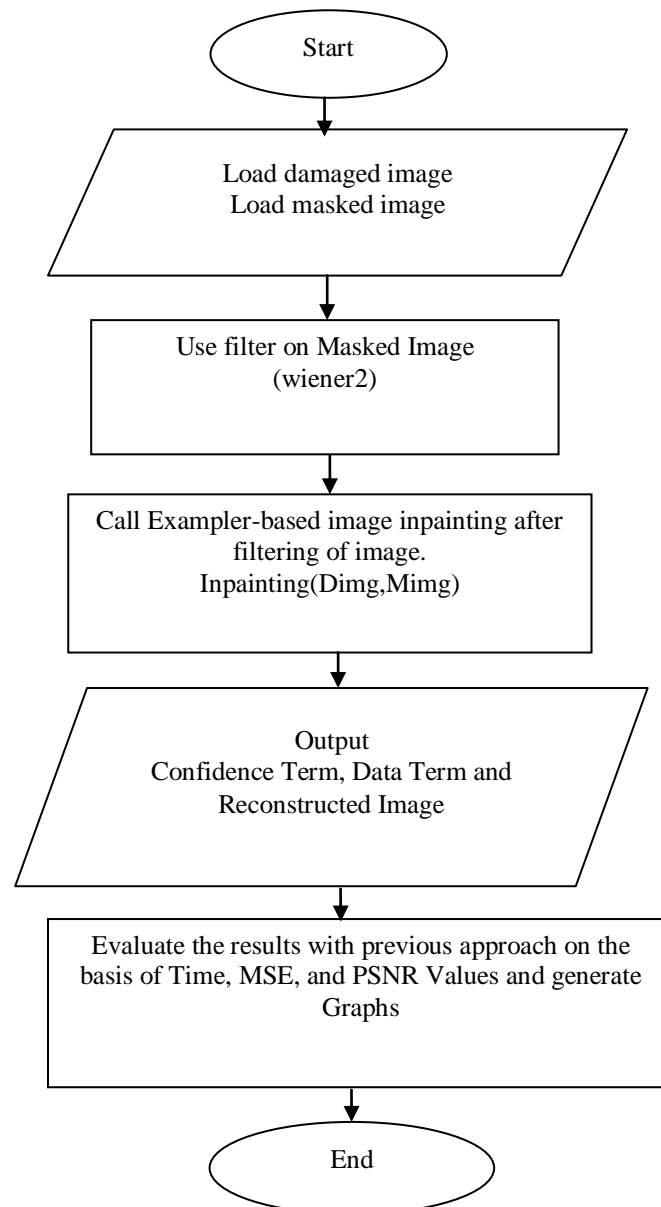 Start
Load damaged image
Load masked image
Use filter on Masked Image
(wiener2)
Call Exampler-based image inpainting after
filtering of image.
Inpainting(Dimg,Mimg)
Output
Confidence Term, Data Term and
Reconstructed Image
Evaluate the results with previous approach on the
basis of Time, MSE, and PSNR Values and generate
Graphs
End